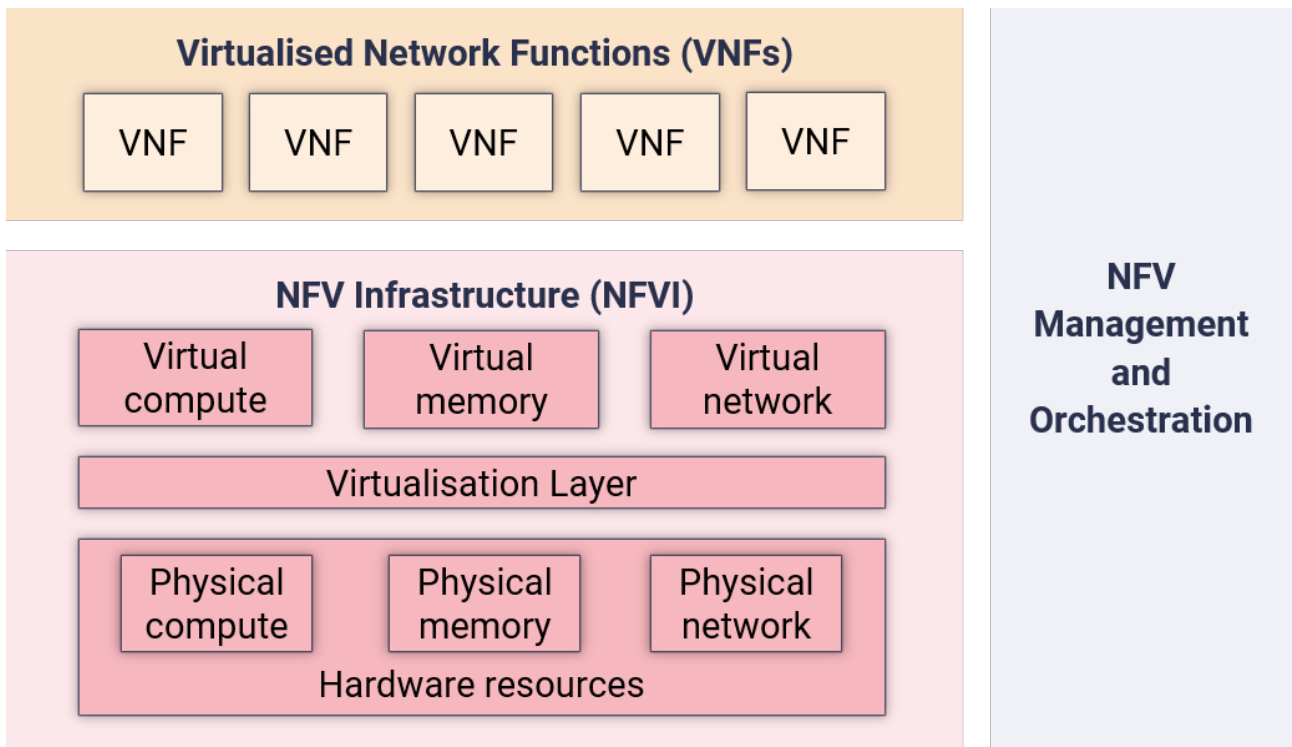 Virtualised Network Functions (VNFs)
VNF
VNF
VNF
VNF
VNF
NFV Infrastructure (NFVI)
Virtual
compute
Virtual
memory
Virtual
network
Virtualisation Layer
Physical
compute
Physical
memory
Physical
network
Hardware resources
NFV
Management
and
Orchestration